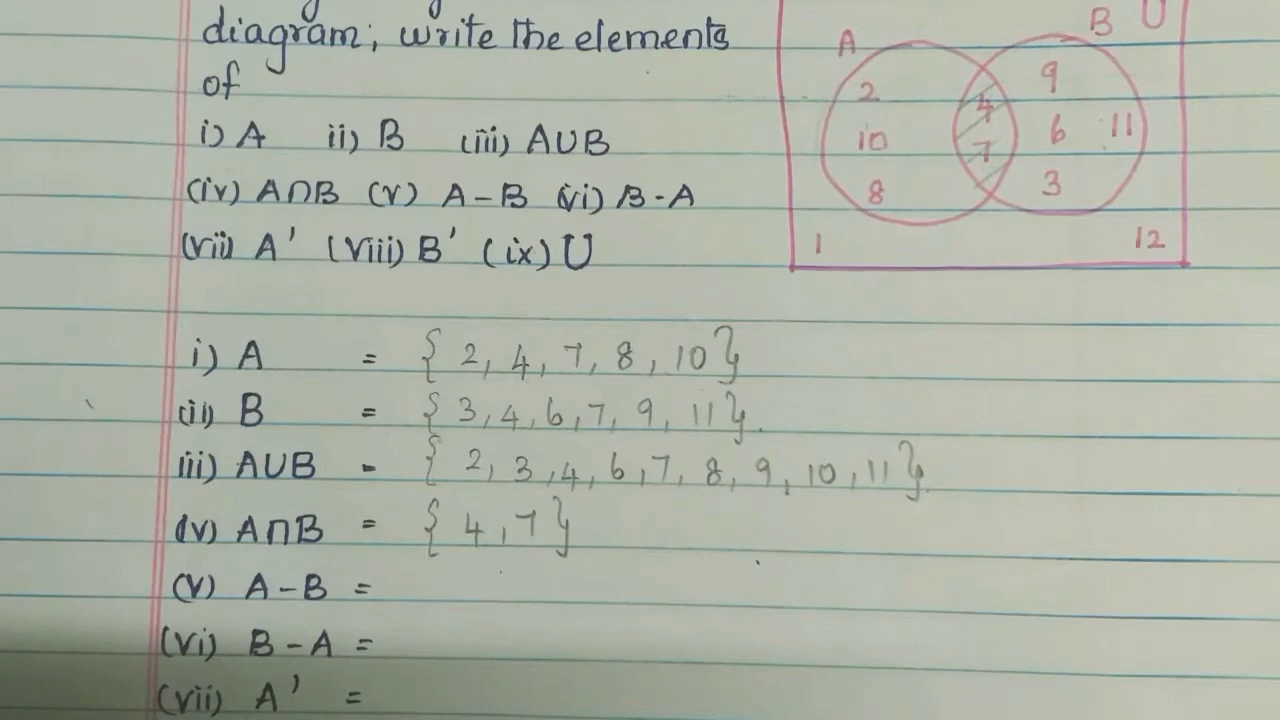 diagram, write the elements
of
i) A ii) B (iii) AUB
(iv) A∩B (v) A-B (vi) B-A
(vii) A' (viii) B' (ix) U
A B U
2 4 9
10 7 6 11
8 3
1 12
i) A = { 2, 4, 7, 8, 10 }
(ii) B = { 3, 4, 6, 7, 9, 11 }.
iii) AUB = { 2, 3, 4, 6, 7, 8, 9, 10, 11 }.
(iv) A∩B = { 4, 7 }
(v) A-B =
(vi) B-A =
(vii) A' =